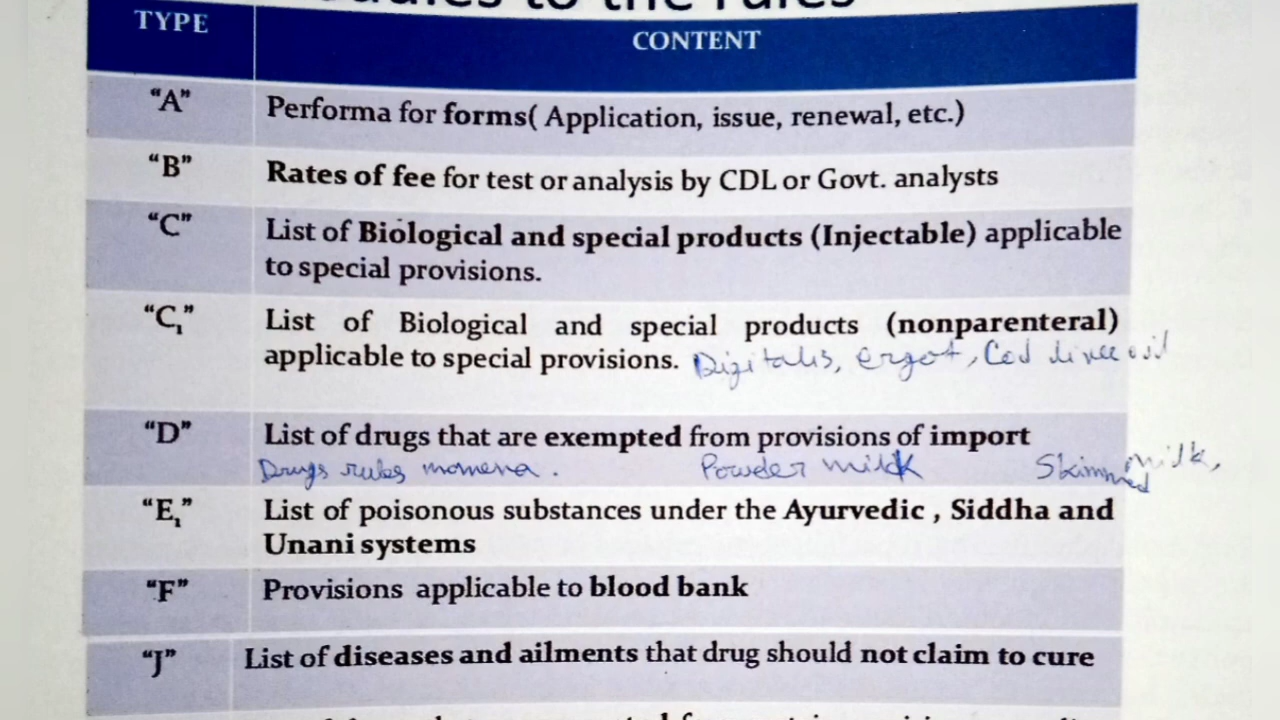 to the rules
TYPE CONTENT
“A” Performa for forms( Application, issue, renewal, etc.)
“B” Rates of fee for test or analysis by CDL or Govt. analysts
“C” List of Biological and special products (Injectable) applicable
to special provisions.
“C₁” List of Biological and special products (nonparenteral)
applicable to special provisions. Digitalis, ergot, Cod liver oil
“D” List of drugs that are exempted from provisions of import
Drugs rules Powder milk Skimmed milk,
“E₁” List of poisonous substances under the Ayurvedic , Siddha and
Unani systems
“F” Provisions applicable to blood bank
“J” List of diseases and ailments that drug should not claim to cure